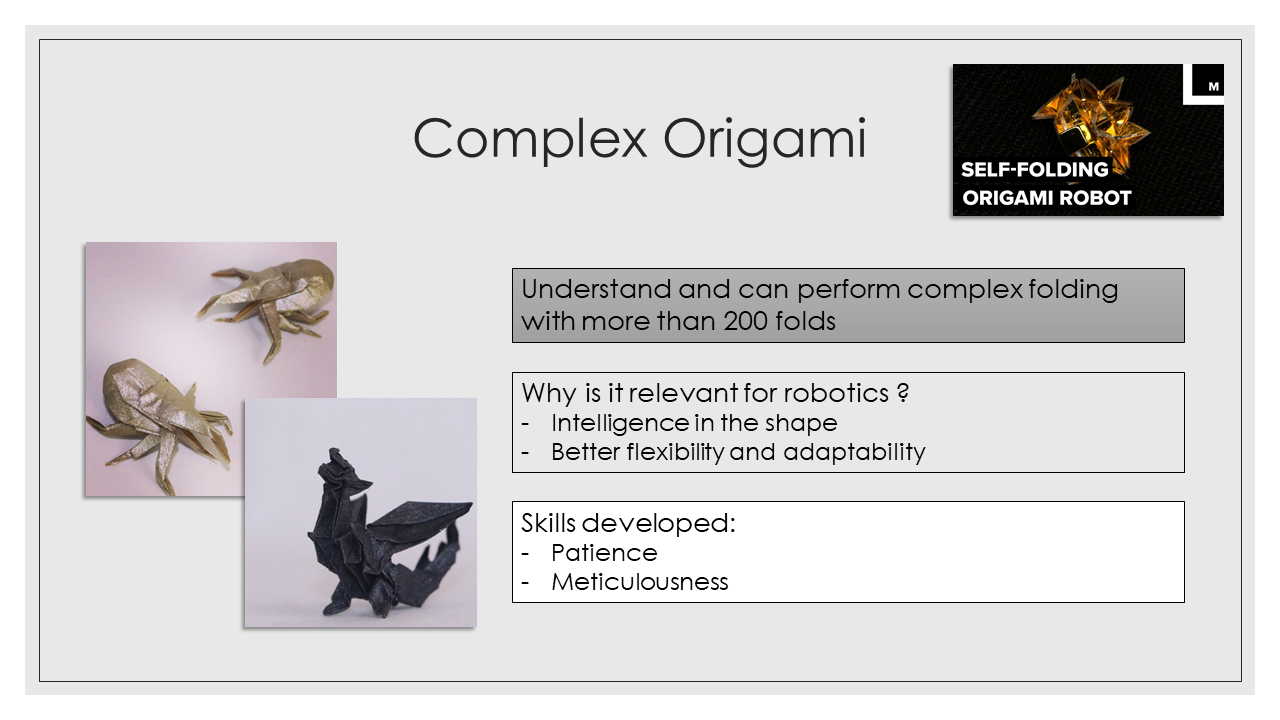 Complex Origami
M
SELF-FOLDING
ORIGAMI ROBOT
Understand and can perform complex folding
with more than 200 folds
Why is it relevant for robotics ?
- Intelligence in the shape
- Better flexibility and adaptability
Skills developed:
- Patience
- Meticulousness